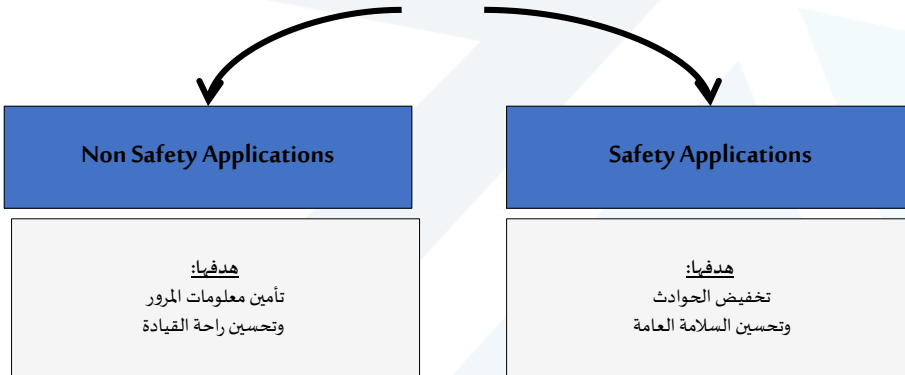 Safety Applications
هدفها:
تخفيض الحوادث
وتحسين السلامة العامة
Non Safety Applications
هدفها:
تأمين معلومات المرور
وتحسين راحة القيادة